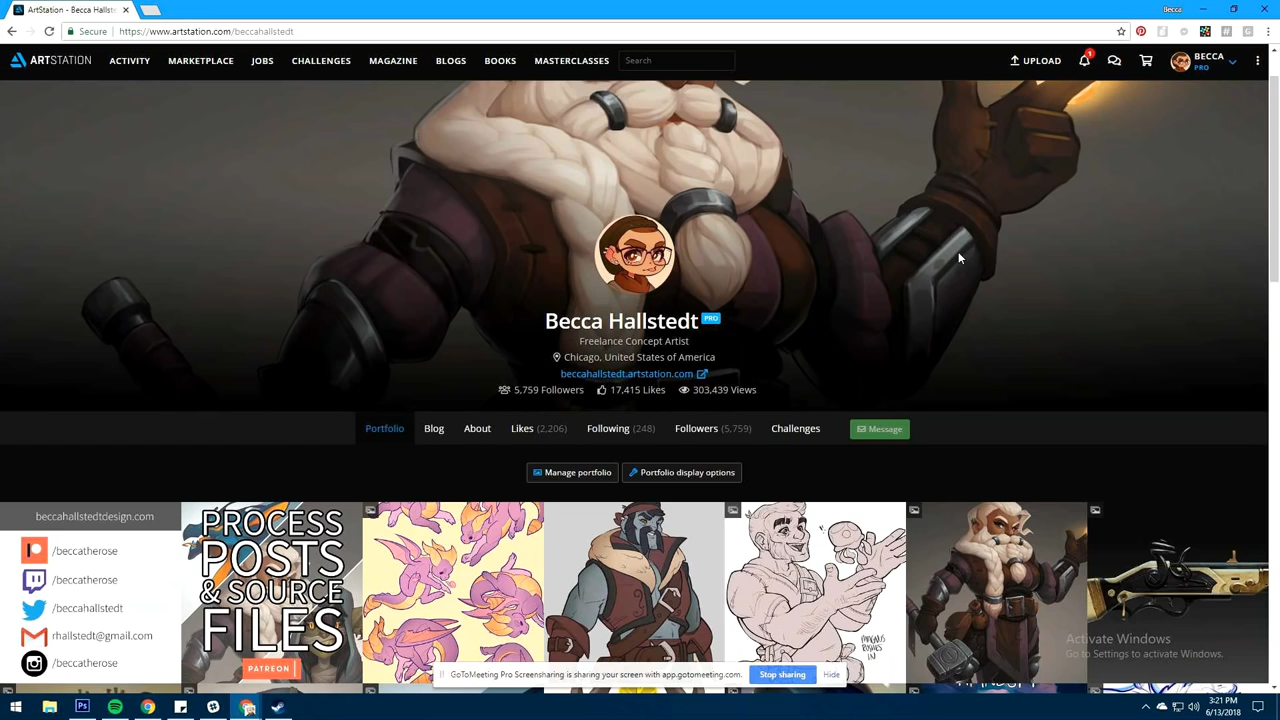 ArtStation - Becca Hallste
Becca
Secure
https://www.artstation.com/beccahallstedt
ARTSTATION
ACTIVITY
MARKETPLACE
JOBS
CHALLENGES
MAGAZINE
BLOGS
BOOKS
MASTERCLASSES
Search
UPLOAD
1
BECCA
PRO
Becca Hallstedt PRO
Freelance Concept Artist
Chicago, United States of America
beccahallstedt.artstation.com
5,759 Followers 17,415 Likes 303,439 Views
Portfolio
Blog
About
Likes (2,206)
Following (248)
Followers (5,759)
Challenges
Message
Manage portfolio
Portfolio display options
beccahallstedtdesign.com
/beccatherose
/beccatherose
/beccahallstedt
rhallstedt@gmail.com
/beccatherose
PROCESS
POSTS
& SOURCE
FILES
PATREON
Activate Windows
Go to Settings to activate Windows.
GoToMeeting Pro Screensharing is sharing your screen with app.gotomeeting.com.
Stop sharing
Hide
3:21 PM
6/13/2018